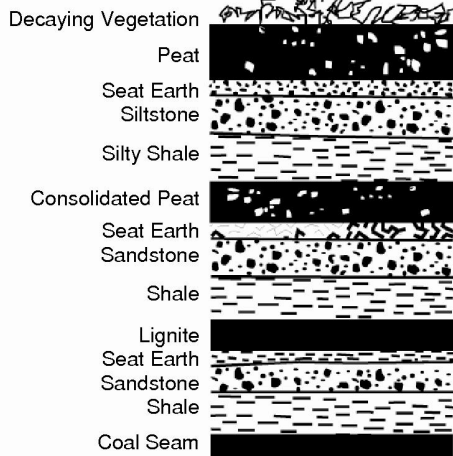 Decaying Vegetation
Peat
Seat Earth
Siltstone
Silty Shale
Consolidated Peat
Seat Earth
Sandstone
Shale
Lignite
Seat Earth
Sandstone
Shale
Coal Seam